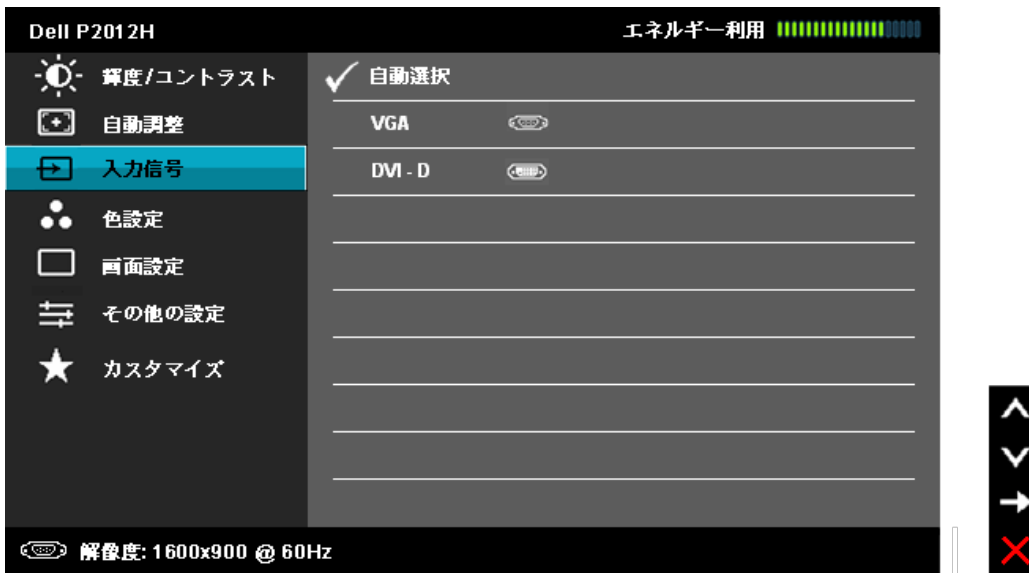 Dell P2012H
エネルギー利用
輝度/コントラスト
自動調整
入力信号
色設定
画面設定
その他の設定
カスタマイズ
自動選択
VGA
DVI - D
解像度: 1600x900 @ 60Hz